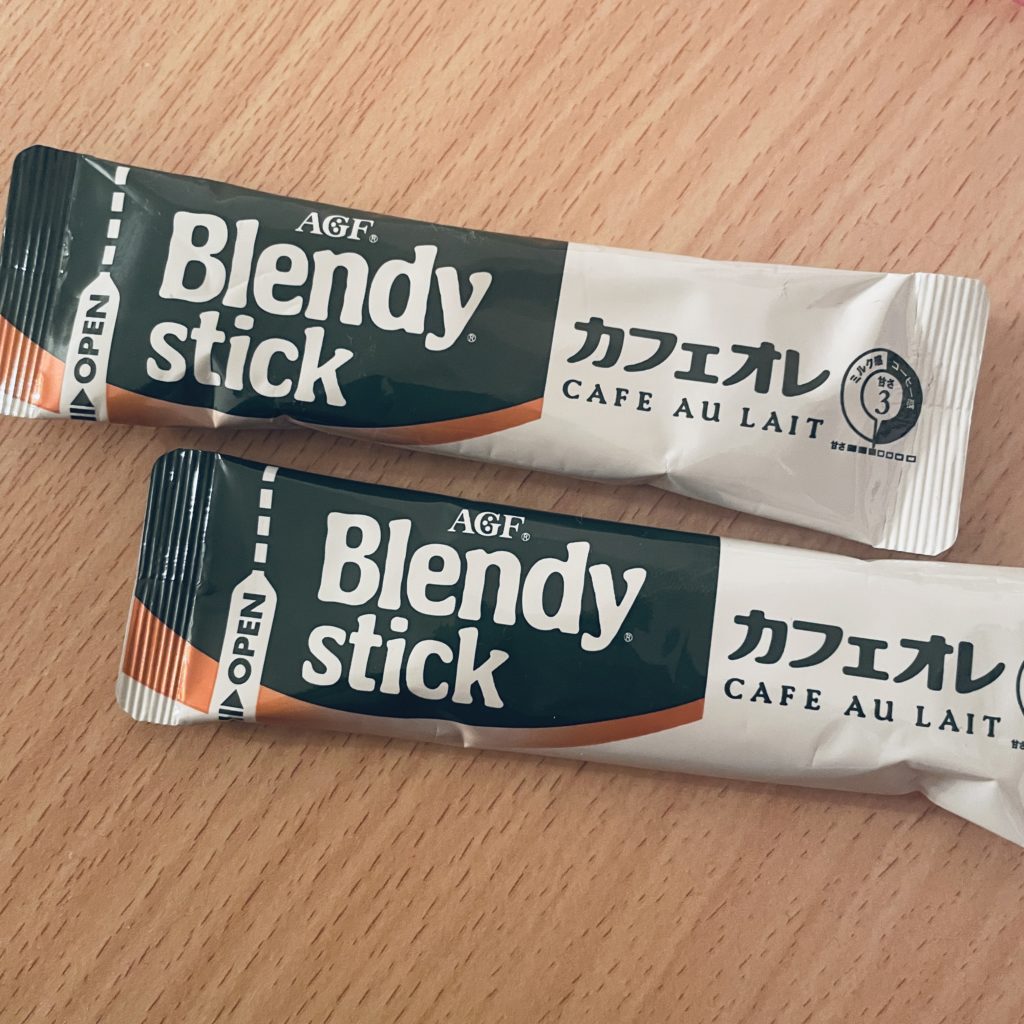 OPEN
AGF®
Blendy®
stick
カフェオレ
CAFE AU LAIT
ミルク感
コーヒー感
甘さ
3
甘さ
OPEN
AGF®
Blendy®
stick
カフェオレ
CAFE AU LAIT
甘さ